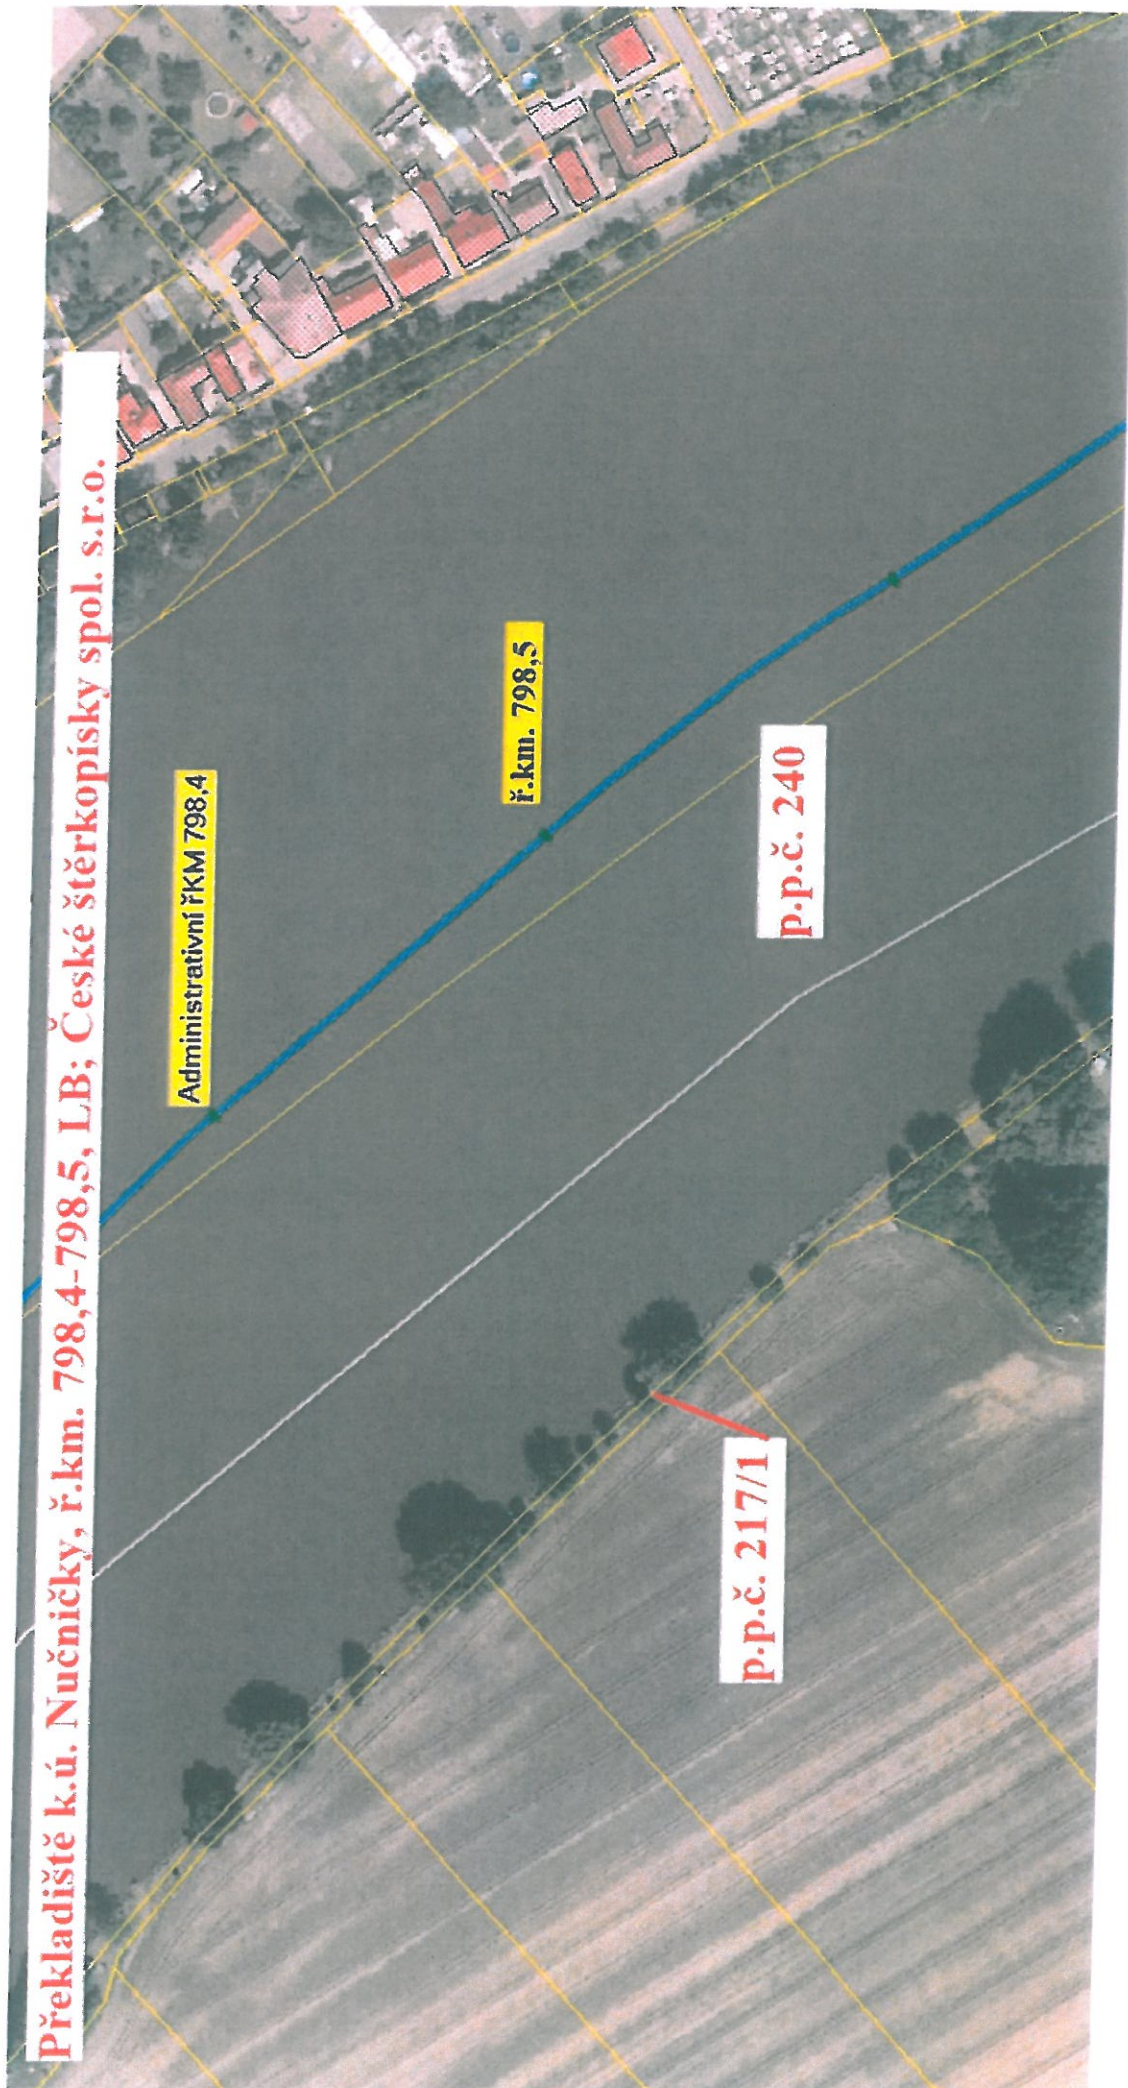 Překladiště k.ú. Nučničky, ř.km. 798,4-798,5, LB; České štěrkopísky spol. s.r.o.
Administrativní řKM 798,4
ř.km. 798,5
p.p.č. 240
p.p.č. 217/1